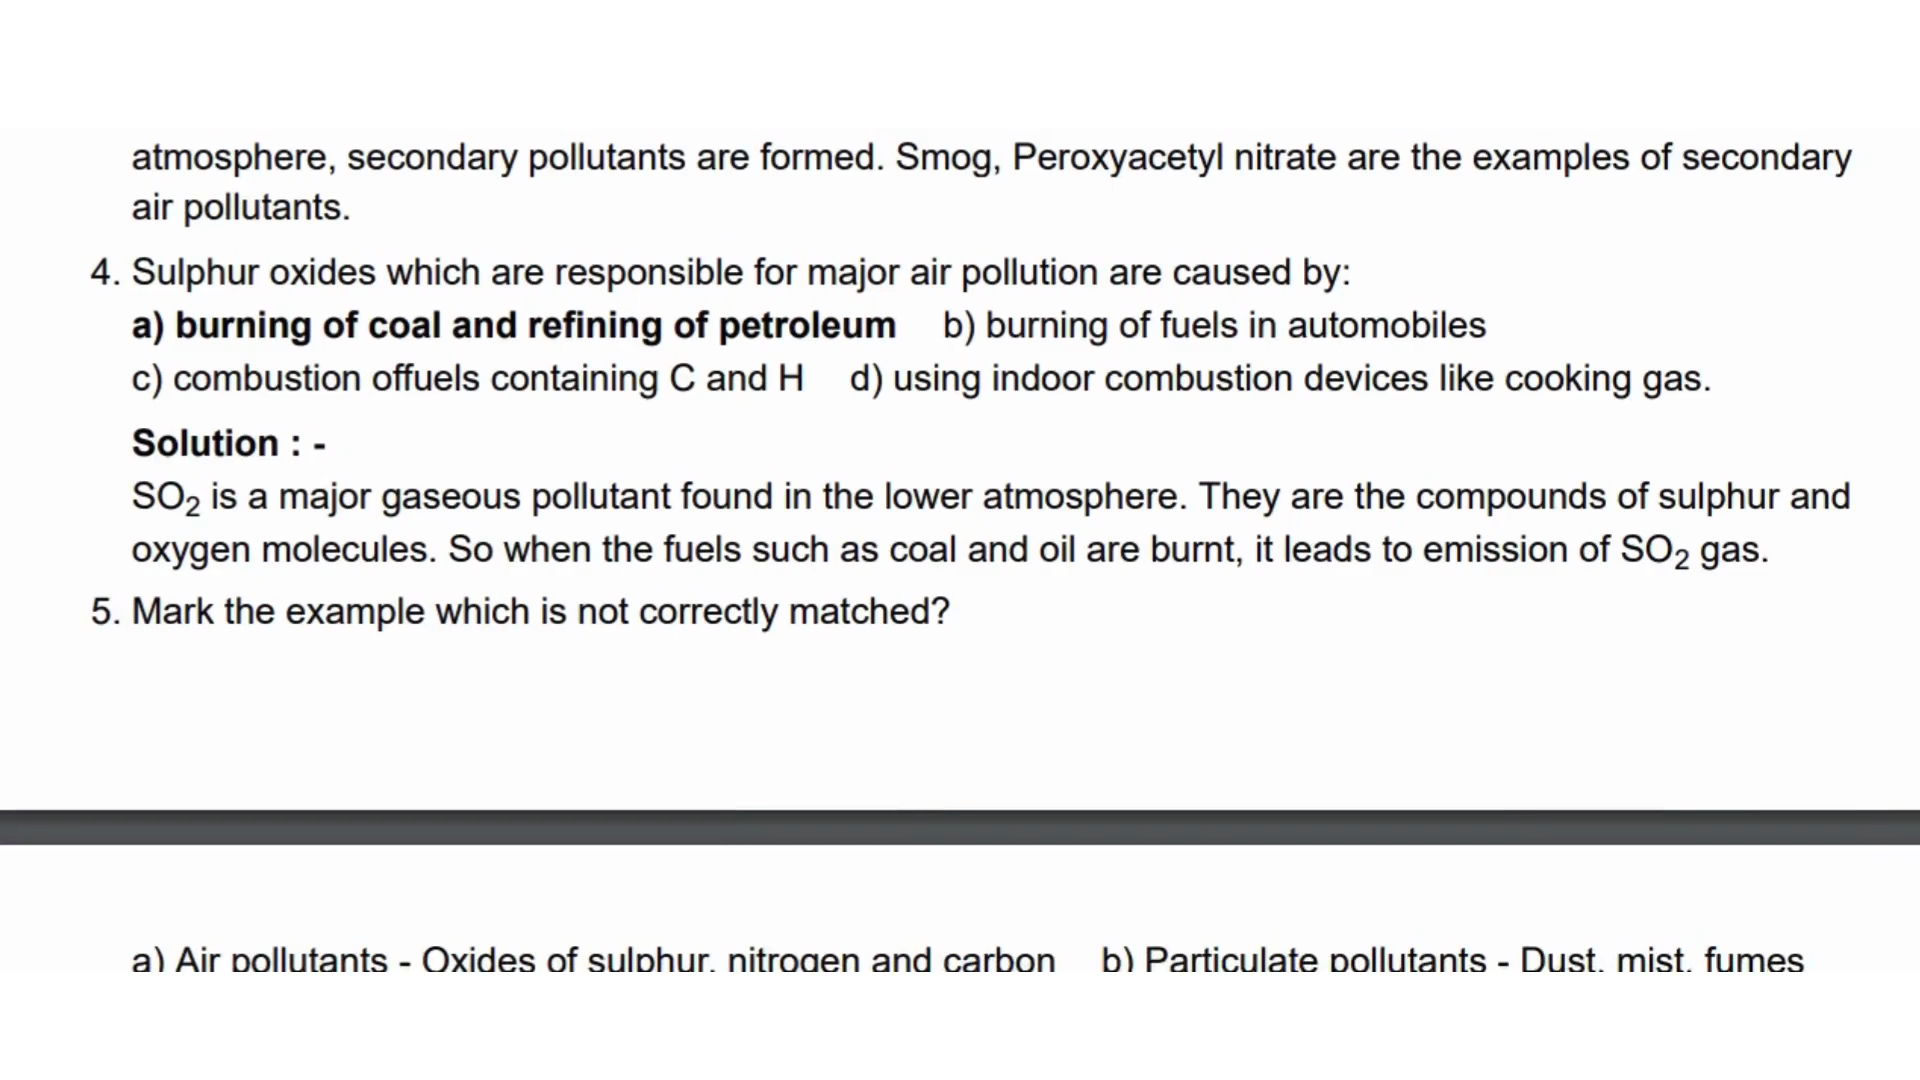 atmosphere, secondary pollutants are formed. Smog, Peroxyacetyl nitrate are the examples of secondary
air pollutants.
4. Sulphur oxides which are responsible for major air pollution are caused by:
a) burning of coal and refining of petroleum b) burning of fuels in automobiles
c) combustion offuels containing C and H d) using indoor combustion devices like cooking gas.
Solution : -
SO₂ is a major gaseous pollutant found in the lower atmosphere. They are the compounds of sulphur and
oxygen molecules. So when the fuels such as coal and oil are burnt, it leads to emission of SO₂ gas.
5. Mark the example which is not correctly matched?
a) Air pollutants - Oxides of sulphur, nitrogen and carbon b) Particulate pollutants - Dust, mist, fumes